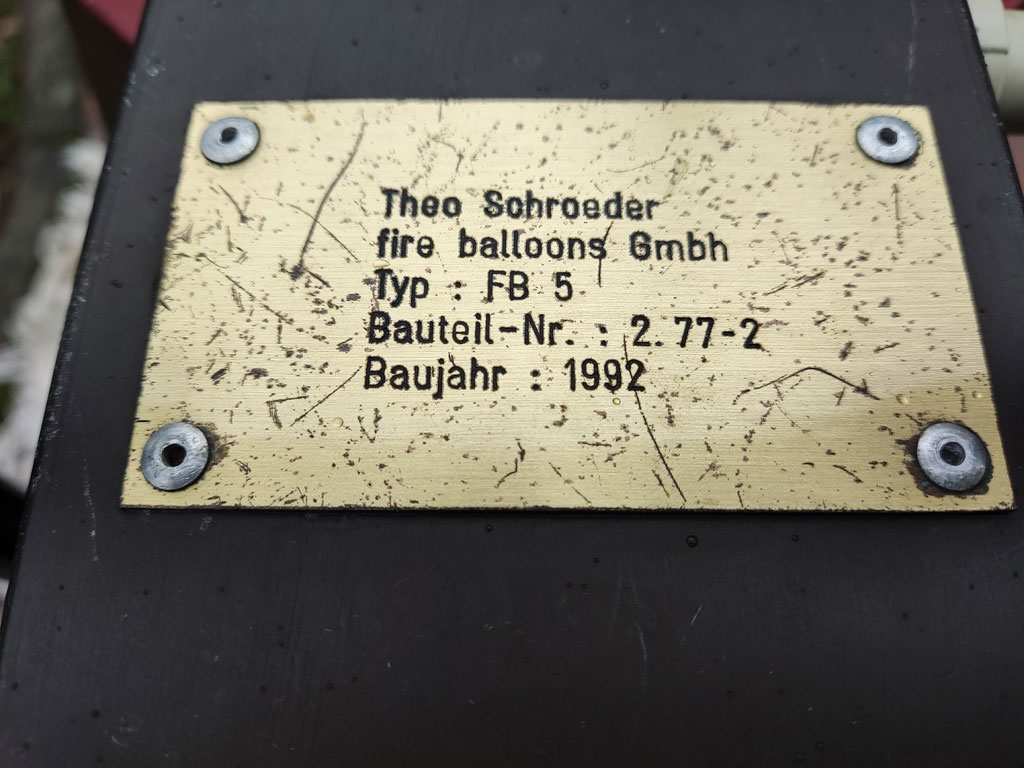 Theo Schroeder
fire balloons Gmbh
Typ : FB 5
Bauteil-Nr. : 2.77-2
Baujahr : 1992